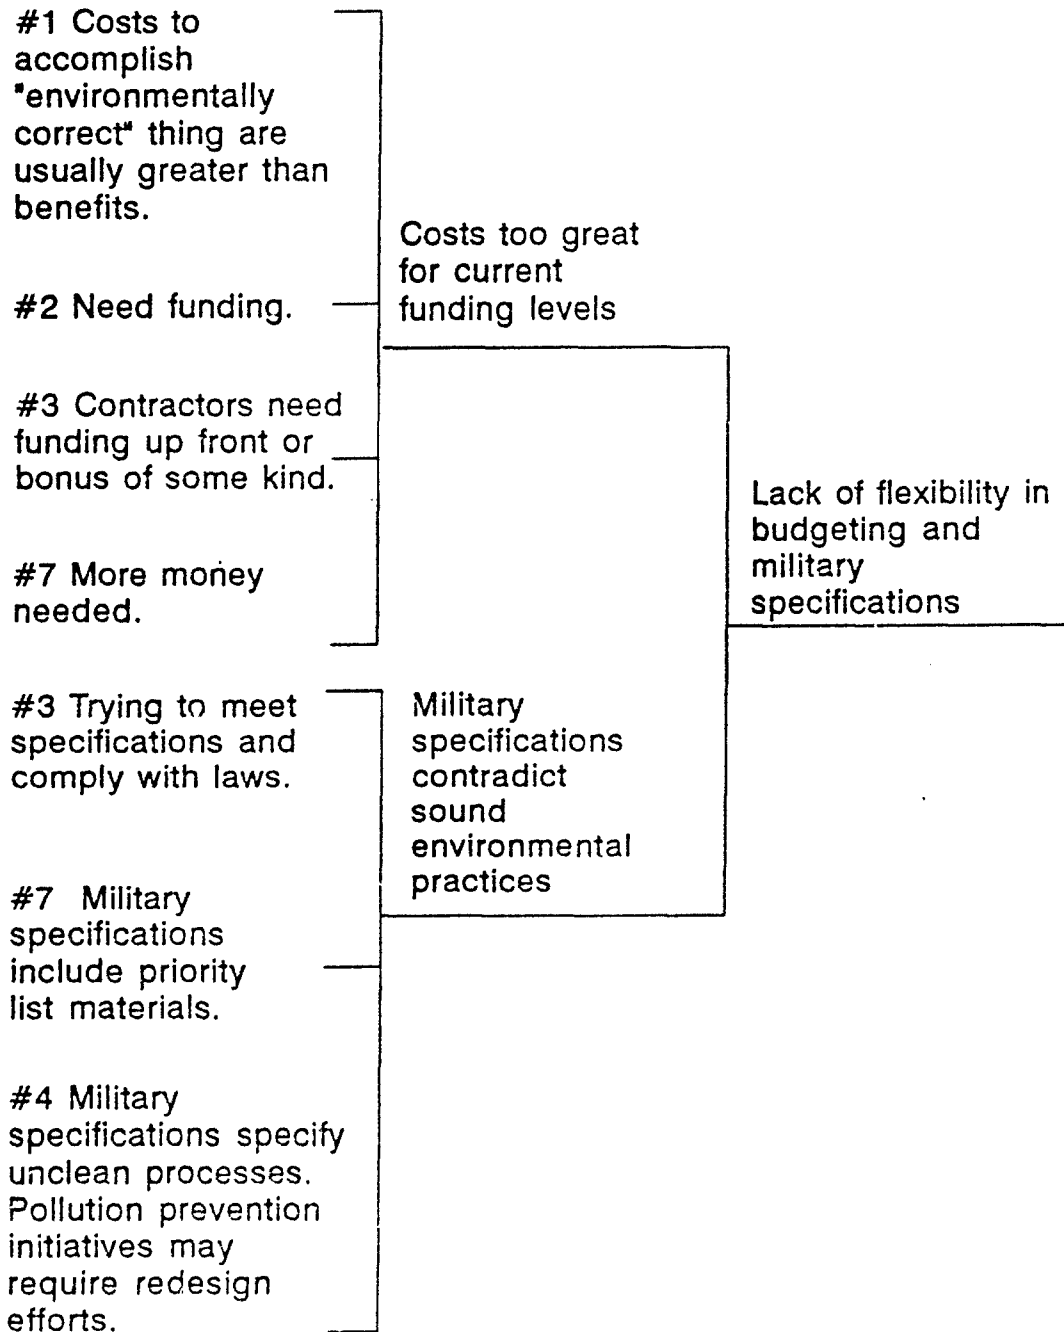 #1 Costs to
accomplish
"environmentally
correct" thing are
usually greater than
benefits.
#2 Need funding.
#3 Contractors need
funding up front or
bonus of some kind.
#7 More money
needed.
Costs too great
for current
funding levels
#3 Trying to meet
specifications and
comply with laws.
#7 Military
specifications
include priority
list materials.
#4 Military
specifications specify
unclean processes.
Pollution prevention
initiatives may
require redesign
efforts.
Military
specifications
contradict
sound
environmental
practices
Lack of flexibility in
budgeting and
military
specifications